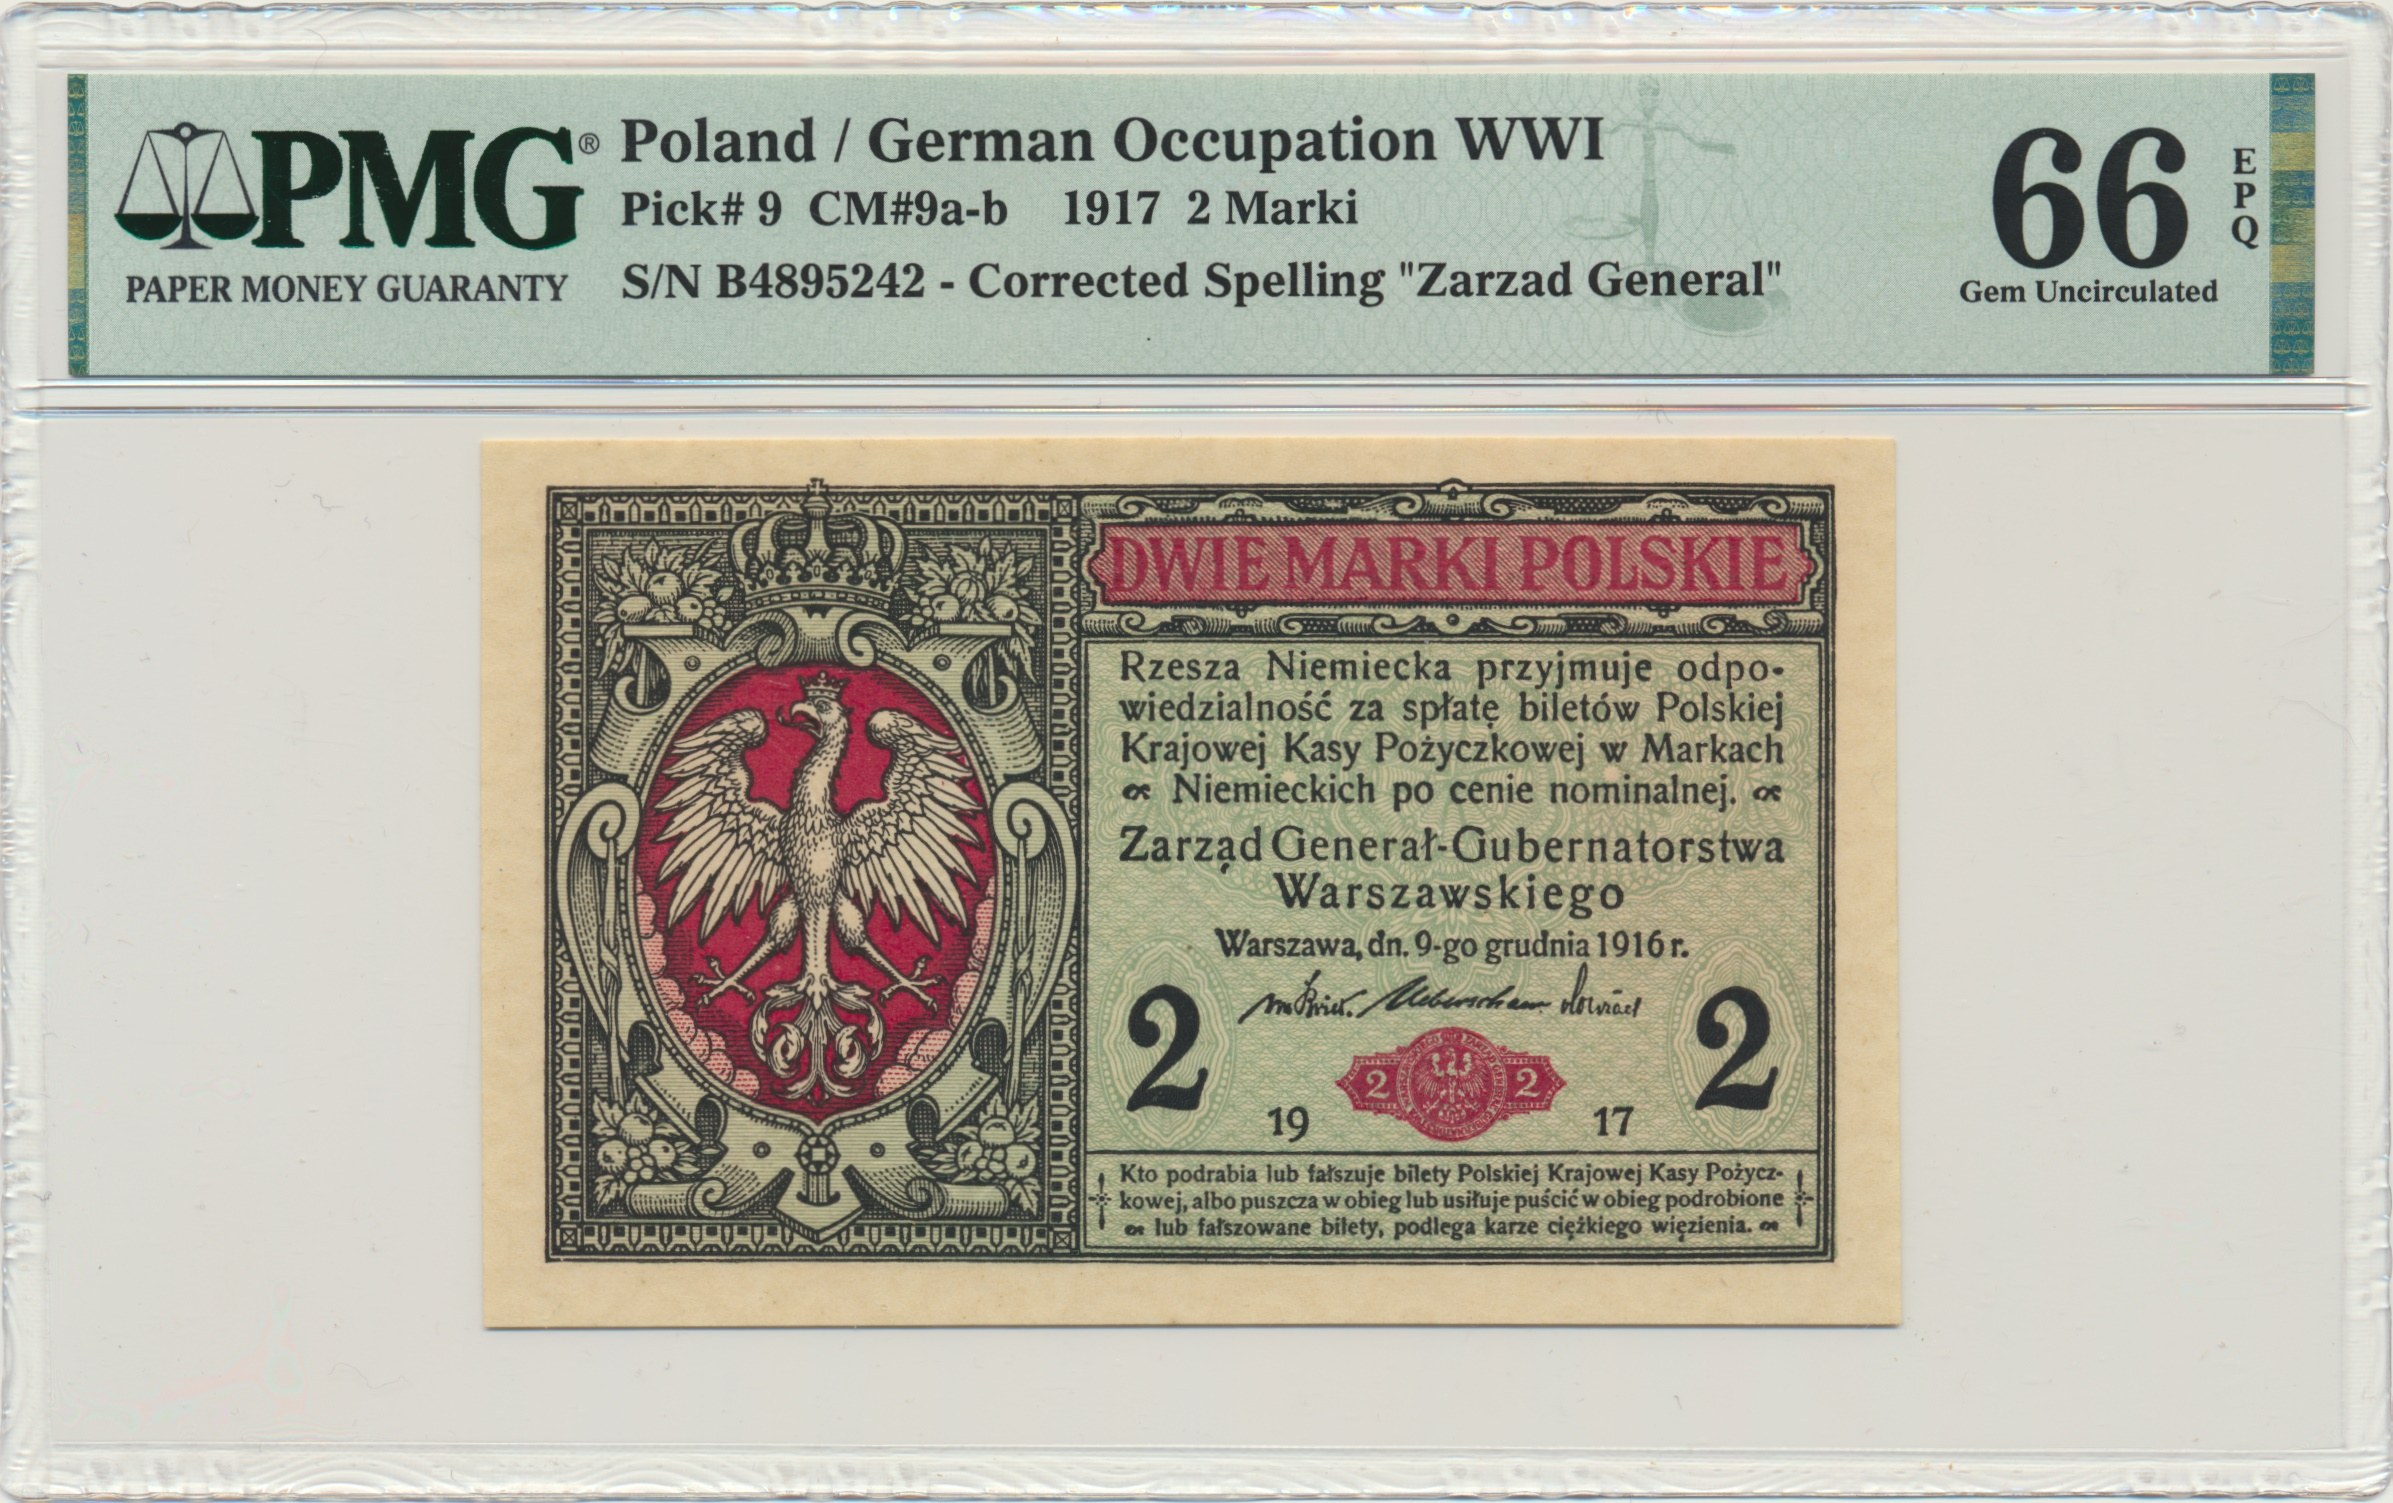 PMG®
PAPER MONEY GUARANTY
Poland / German Occupation WWI
Pick# 9 CM#9a-b 1917 2 Marki
S/N B4895242 - Corrected Spelling "Zarzad General"
66
EPQ
Gem Uncirculated
DWIE MARKI POLSKIE
Rzesza Niemiecka przyjmuje odpo-
wiedzialność za spłatę biletów Polskiej
Krajowej Kasy Pożyczkowej w Markach
Niemieckich po cenie nominalnej.
Zarząd Generał-Gubernatorstwa
Warszawskiego
Warszawa, dn. 9-go grudnia 1916 r.
2 2
2 2
19 17
Kto podrabia lub fałszuje bilety Polskiej Krajowej Kasy Pożycz-
kowej, albo puszcza w obieg lub usiłuje puścić w obieg podrobione
lub fałszowane bilety, podlega karze ciężkiego więzienia.